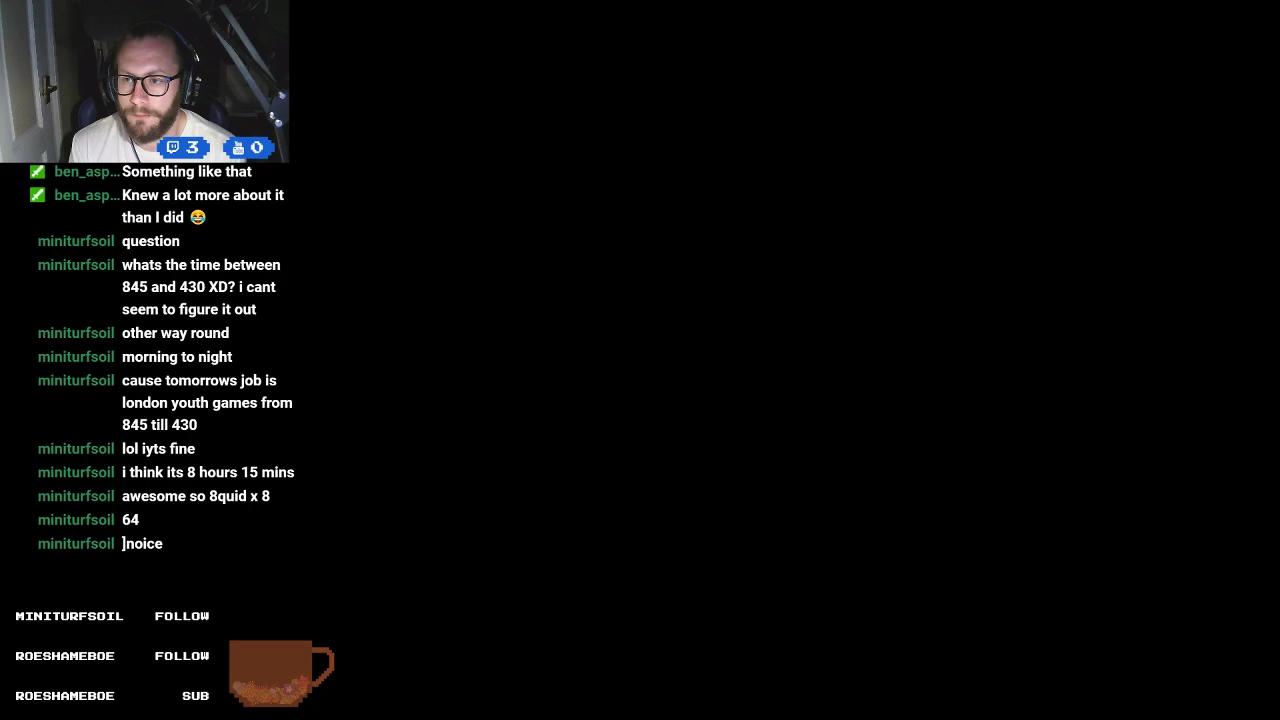 3 0
ben_asp... Something like that
ben_asp... Knew a lot more about it
than I did 😂
miniturfsoil question
miniturfsoil whats the time between
845 and 430 XD? i cant
seem to figure it out
miniturfsoil other way round
miniturfsoil morning to night
miniturfsoil cause tomorrows job is
london youth games from
845 till 430
miniturfsoil lol iyts fine
miniturfsoil i think its 8 hours 15 mins
miniturfsoil awesome so 8quid x 8
miniturfsoil 64
miniturfsoil ]noice
MINITURFSOIL FOLLOW
ROESHAMEBOE FOLLOW
ROESHAMEBOE SUB